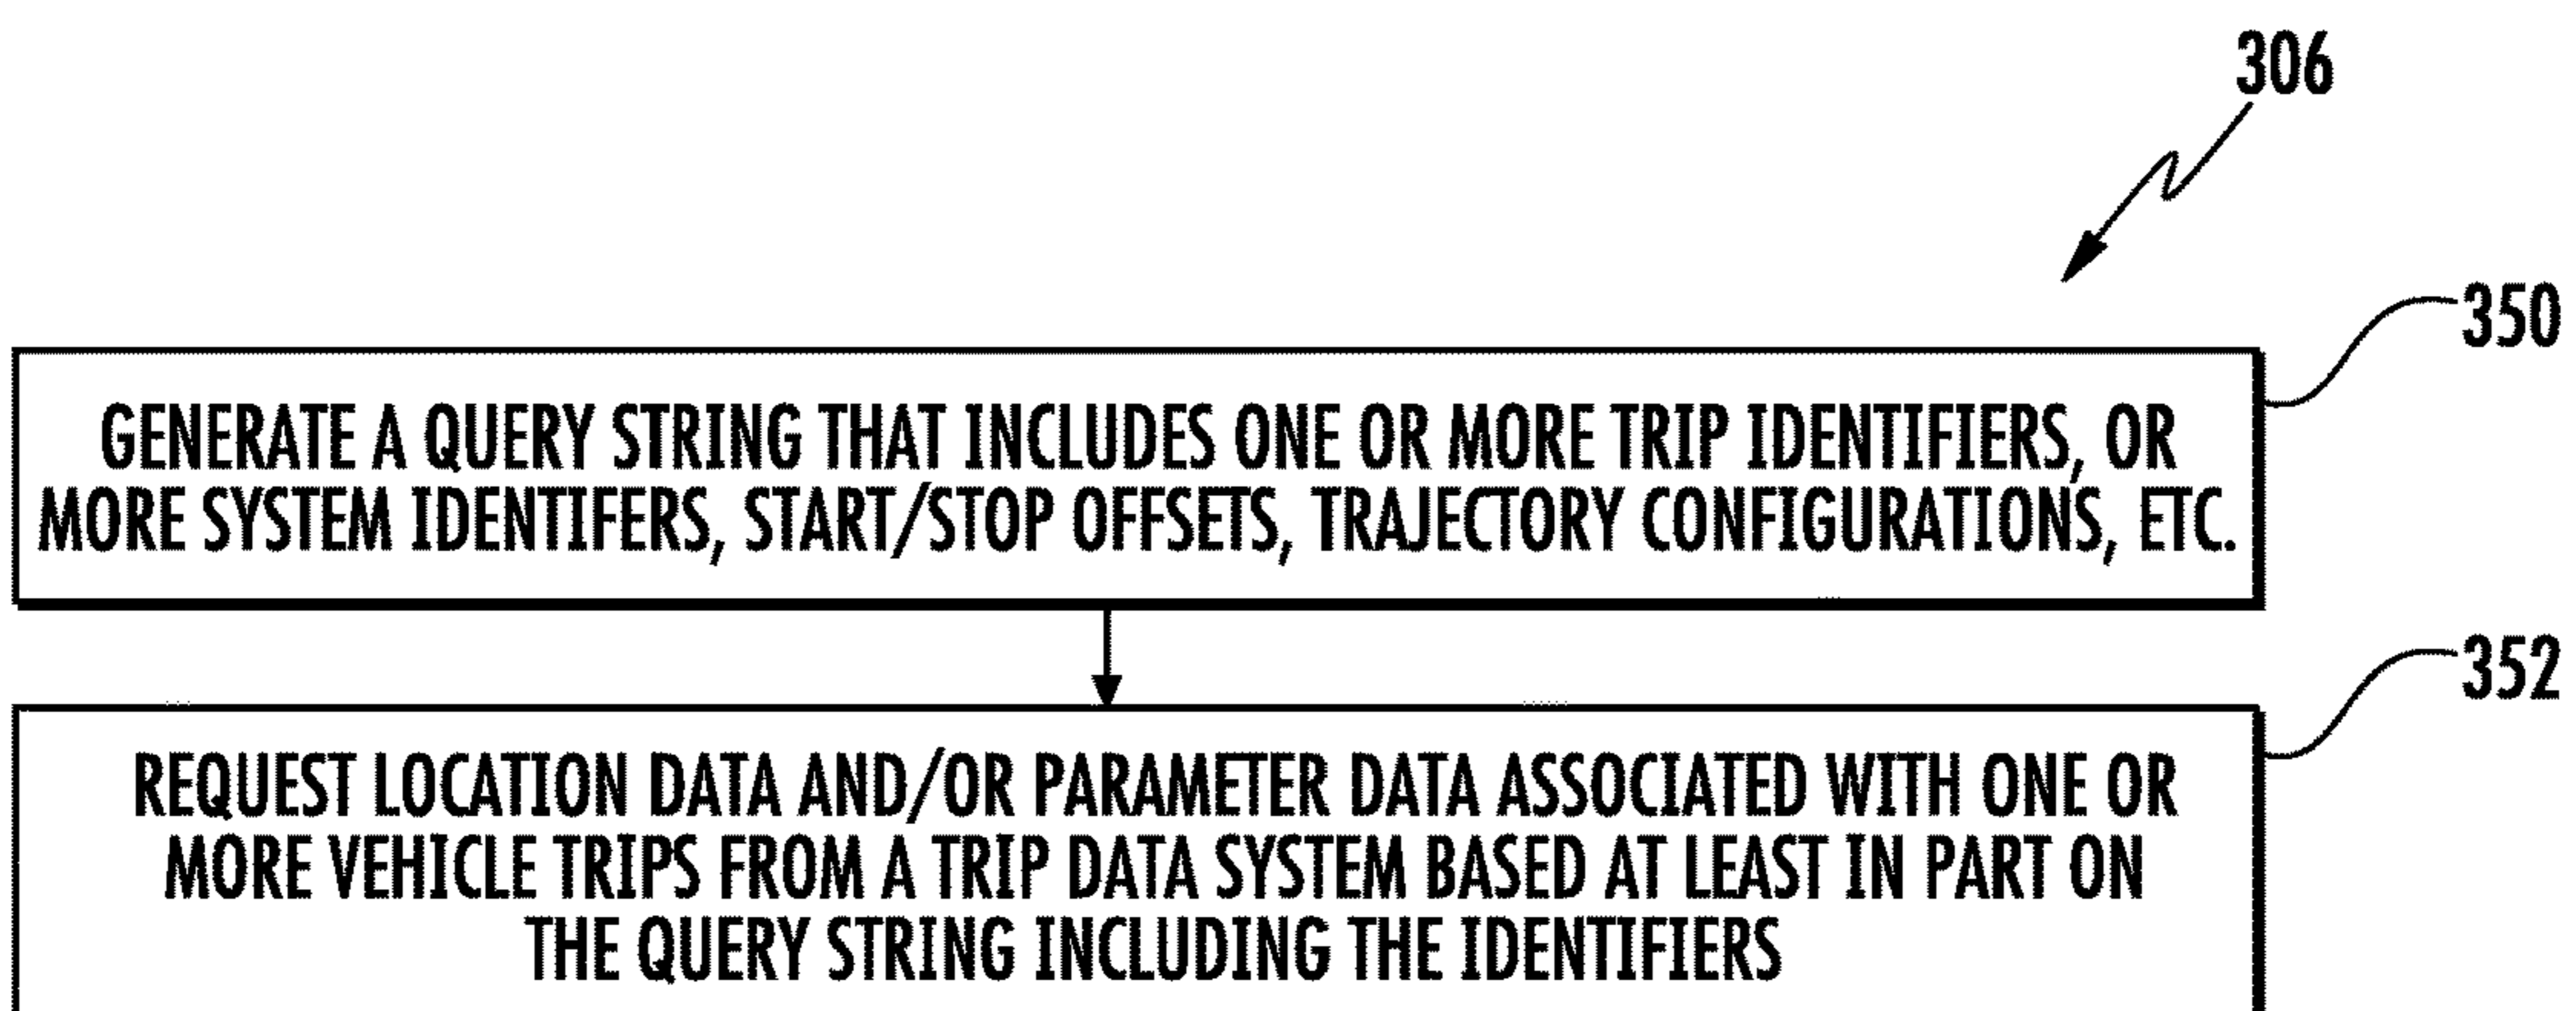 306
350
GENERATE A QUERY STRING THAT INCLUDES ONE OR MORE TRIP IDENTIFIERS, OR
MORE SYSTEM IDENTIFERS, START/STOP OFFSETS, TRAJECTORY CONFIGURATIONS, ETC.
352
REQUEST LOCATION DATA AND/OR PARAMETER DATA ASSOCIATED WITH ONE OR
MORE VEHICLE TRIPS FROM A TRIP DATA SYSTEM BASED AT LEAST IN PART ON
THE QUERY STRING INCLUDING THE IDENTIFIERS